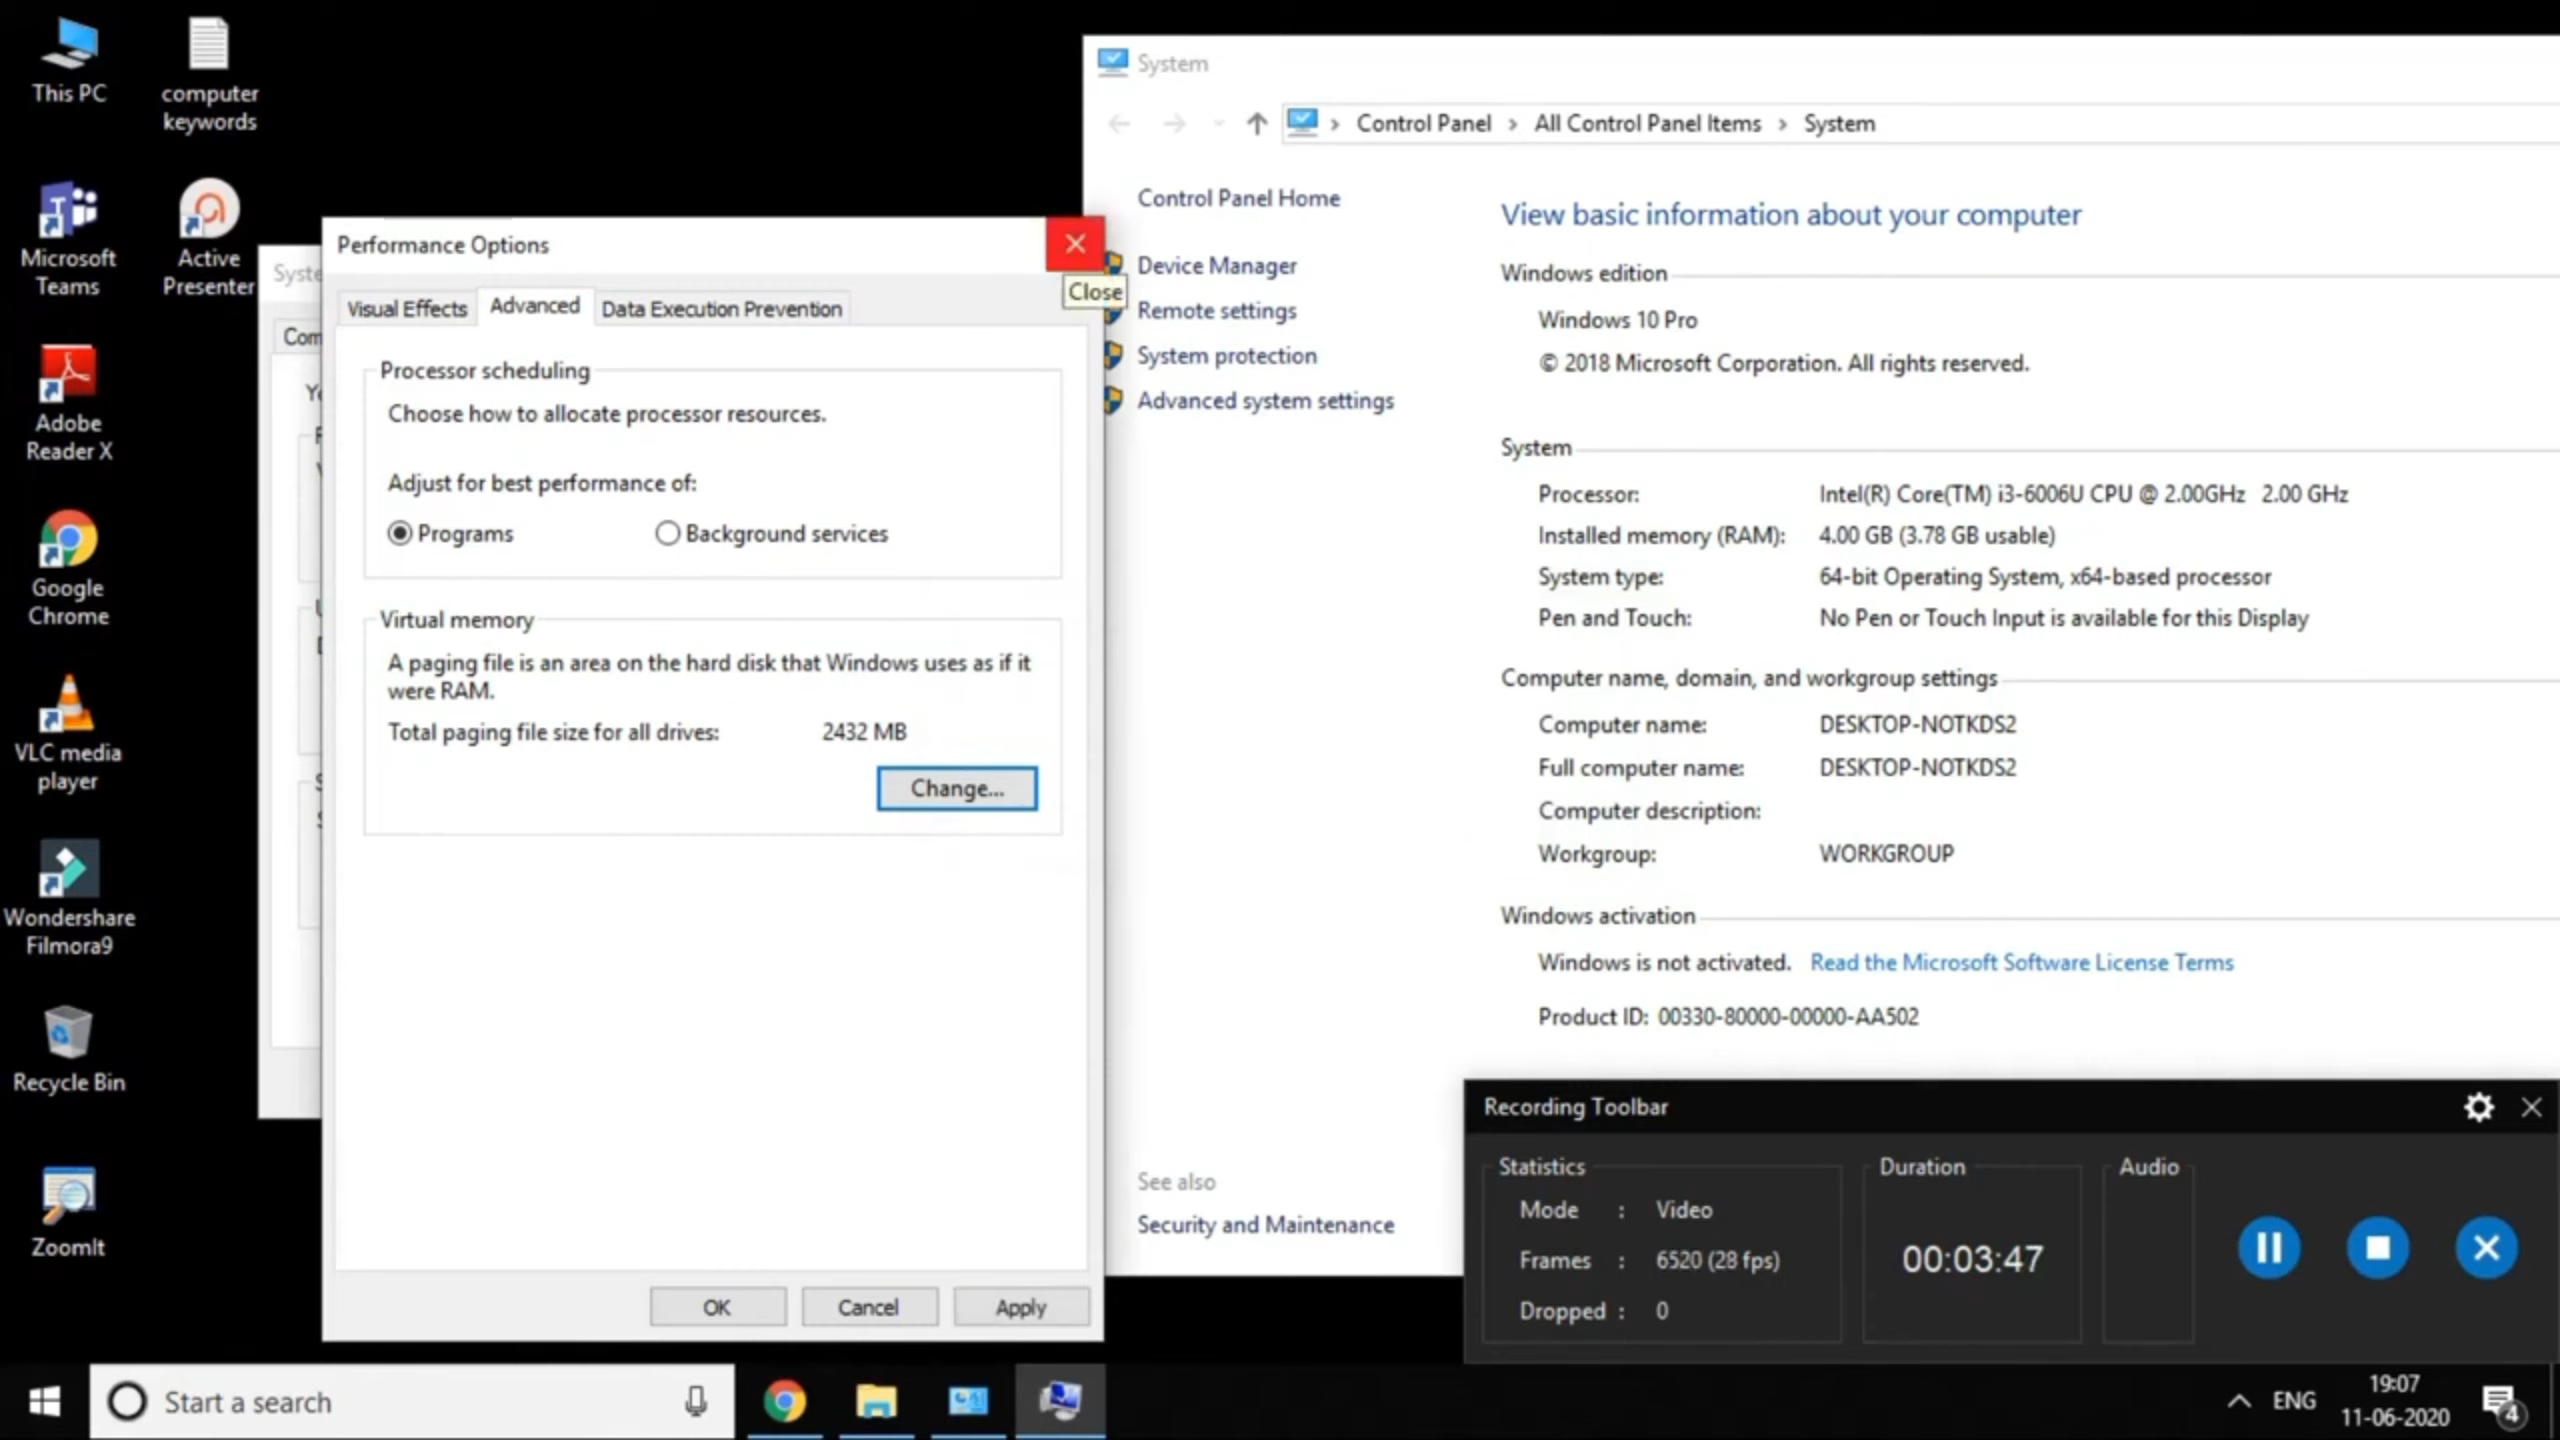 This PC
computer
keywords
Microsoft
Teams
Active
Presenter
Adobe
Reader X
Google
Chrome
VLC media
player
Wondershare
Filmora9
Recycle Bin
ZoomIt
Syste
Com
Performance Options
Close
Visual Effects
Advanced
Data Execution Prevention
Processor scheduling
Choose how to allocate processor resources.
Adjust for best performance of:
Programs
Background services
Virtual memory
A paging file is an area on the hard disk that Windows uses as if it
were RAM.
Total paging file size for all drives: 2432 MB
Change...
OK
Cancel
Apply
System
Control Panel › All Control Panel Items › System
Control Panel Home
Device Manager
Remote settings
System protection
Advanced system settings
See also
Security and Maintenance
View basic information about your computer
Windows edition
Windows 10 Pro
© 2018 Microsoft Corporation. All rights reserved.
System
Processor: Intel(R) Core(TM) i3-6006U CPU @ 2.00GHz 2.00 GHz
Installed memory (RAM): 4.00 GB (3.78 GB usable)
System type: 64-bit Operating System, x64-based processor
Pen and Touch: No Pen or Touch Input is available for this Display
Computer name, domain, and workgroup settings
Computer name: DESKTOP-NOTKDS2
Full computer name: DESKTOP-NOTKDS2
Computer description:
Workgroup: WORKGROUP
Windows activation
Windows is not activated. Read the Microsoft Software License Terms
Product ID: 00330-80000-00000-AA502
Recording Toolbar
Statistics
Mode : Video
Frames : 6520 (28 fps)
Dropped : 0
Duration
00:03:47
Audio
Start a search
ENG
19:07
11-06-2020
4